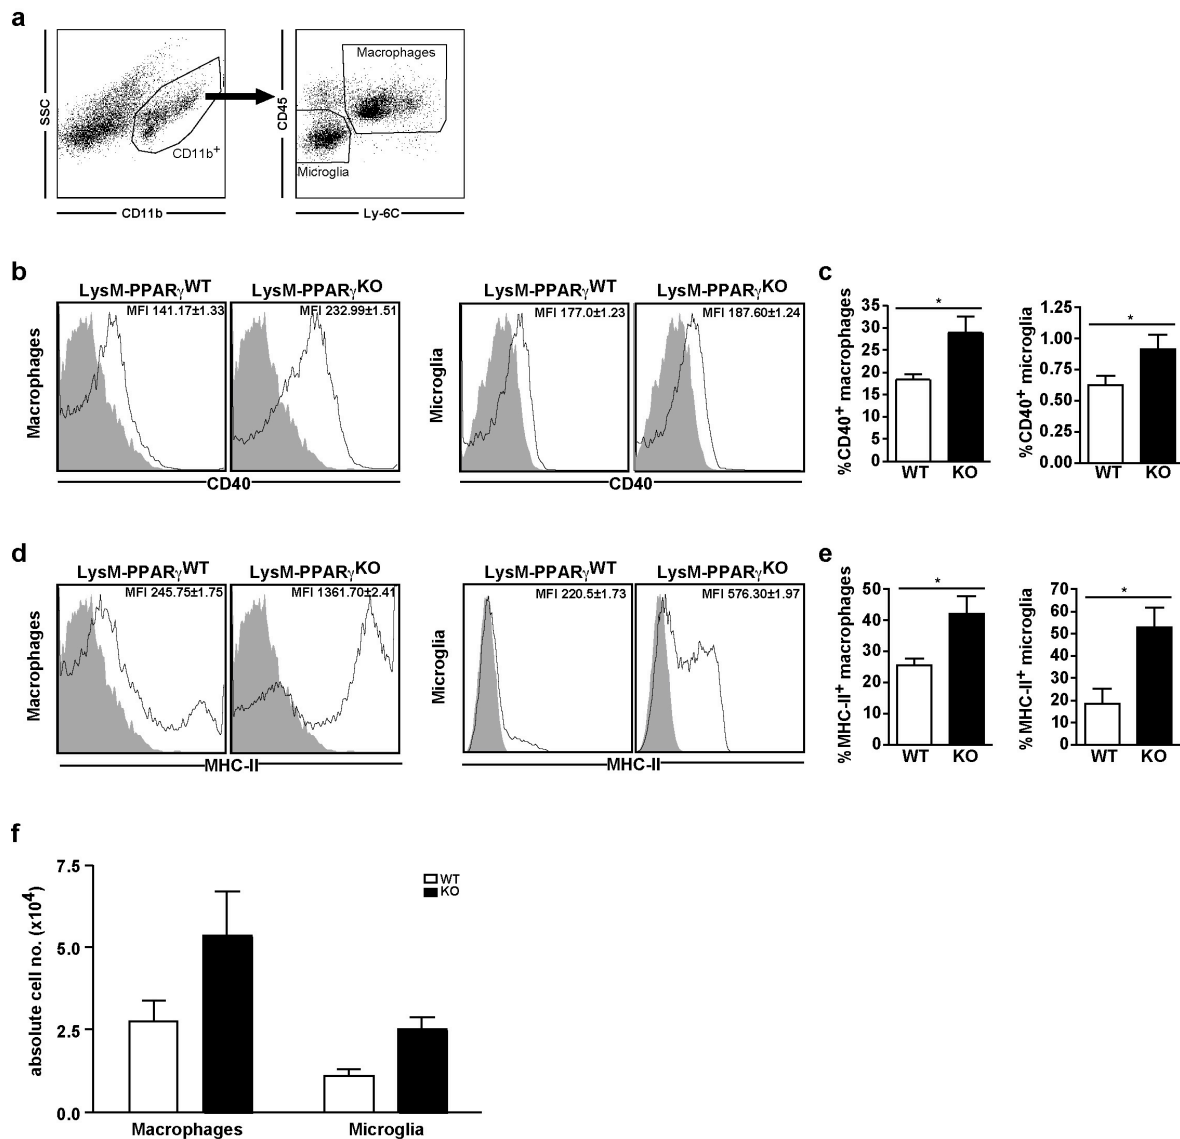 a
SSC
CD11b+
CD11b
CD45
Macrophages
Microglia
Ly-6C
b
LysM-PPARγWT
LysM-PPARγKO
Macrophages
MFI 141.17±1.33
MFI 232.99±1.51
CD40
LysM-PPARγWT
LysM-PPARγKO
Microglia
MFI 177.0±1.23
MFI 187.60±1.24
CD40
c
%CD40+ macrophages
35
30
25
20
15
10
5
0
*
WT KO
%CD40+ microglia
1.25
1.00
0.75
0.50
0.25
0.00
*
WT KO
d
LysM-PPARγWT
LysM-PPARγKO
Macrophages
MFI 245.75±1.75
MFI 1361.70±2.41
MHC-II
LysM-PPARγWT
LysM-PPARγKO
Microglia
MFI 220.5±1.73
MFI 576.30±1.97
MHC-II
e
%MHC-II+ macrophages
50
40
30
20
10
0
*
WT KO
%MHC-II+ microglia
70
60
50
40
30
20
10
0
*
WT KO
f
absolute cell no. (x104)
7.5
5.0
2.5
0.0
WT
KO
Macrophages Microglia